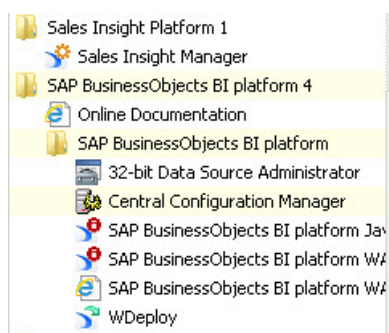 Sales Insight Platform 1
Sales Insight Manager
SAP BusinessObjects BI platform 4
Online Documentation
SAP BusinessObjects BI platform
32-bit Data Source Administrator
Central Configuration Manager
SAP BusinessObjects BI platform Jav
SAP BusinessObjects BI platform WA
SAP BusinessObjects BI platform WA
WDeploy